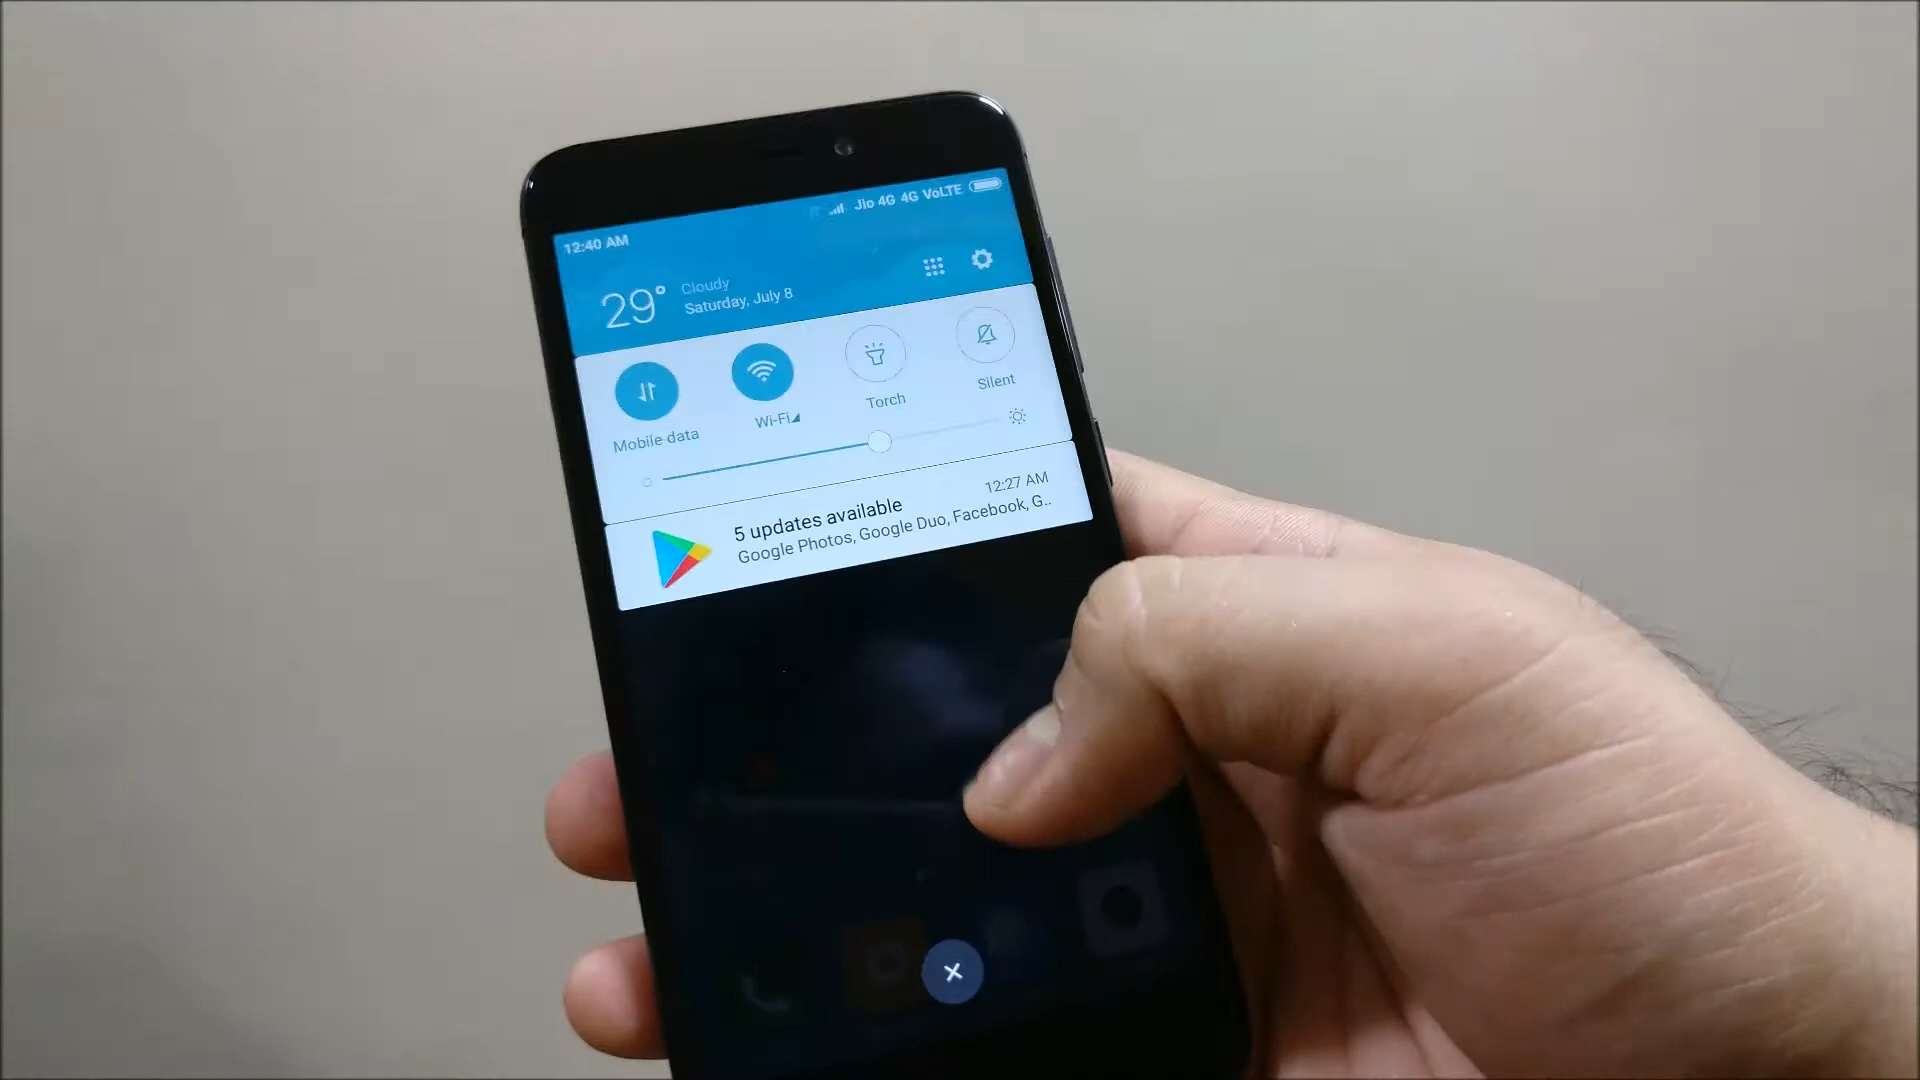 12:40 AM
Jio 4G 4G VoLTE
29°
Cloudy
Saturday, July 8
Mobile data
Wi-Fi
Torch
Silent
5 updates available
12:27 AM
Google Photos, Google Duo, Facebook, G..